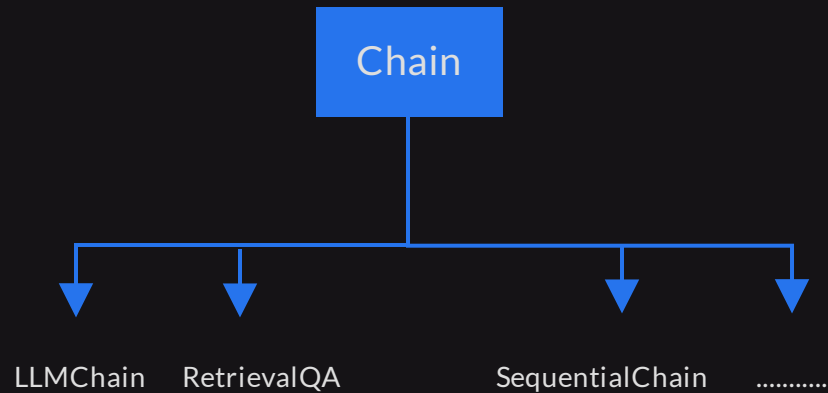 Chain
LLMChain RetrievalQA SequentialChain ...........